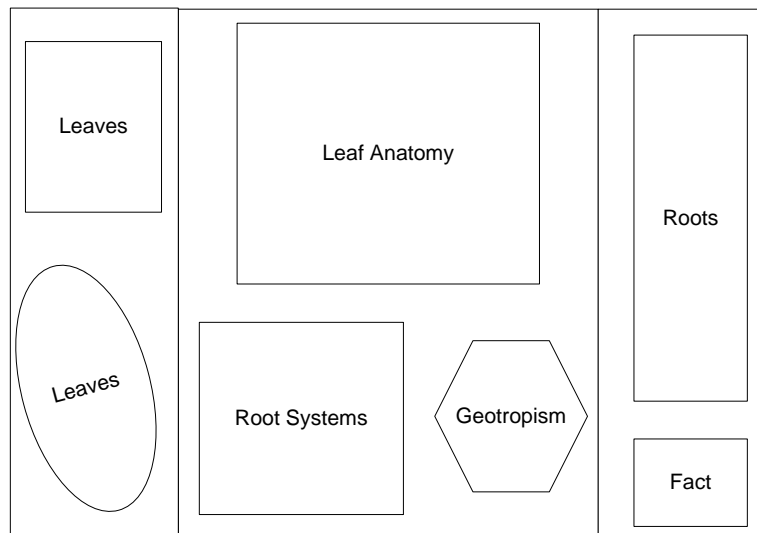 Leaves
Leaves
Leaf Anatomy
Root Systems
Geotropism
Roots
Fact